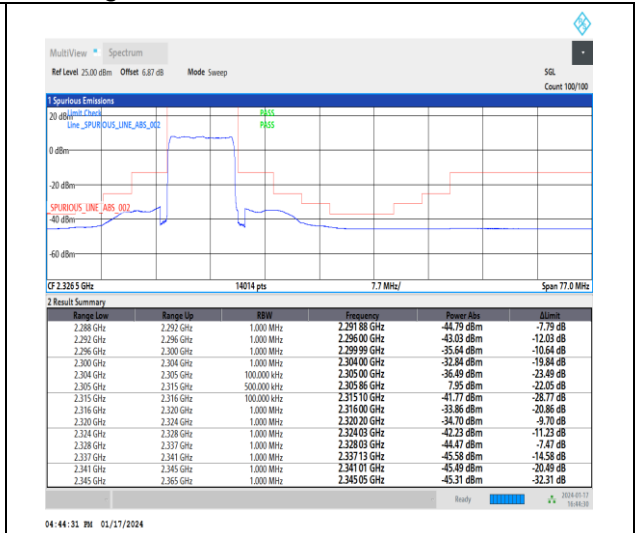 MultiView Spectrum
Ref Level 25.00 dBm Offset 6.87 dB Mode Sweep SGL
Count 100/100
1 Spurious Emissions
20 dBm Limit Check PASS
Line _SPURIOUS_LINE_ABS_002 PASS
0 dBm
-20 dBm
SPURIOUS_LINE_ABS_002
-40 dBm
-60 dBm
CF 2.326 5 GHz 14014 pts 7.7 MHz/ Span 77.0 MHz
2 Result Summary
Range Low Range Up RBW Frequency Power Abs ΔLimit
2.288 GHz 2.292 GHz 1.000 MHz 2.291 88 GHz -44.79 dBm -7.79 dB
2.292 GHz 2.296 GHz 1.000 MHz 2.296 00 GHz -43.03 dBm -12.03 dB
2.296 GHz 2.300 GHz 1.000 MHz 2.299 99 GHz -35.64 dBm -10.64 dB
2.300 GHz 2.304 GHz 1.000 MHz 2.304 00 GHz -32.84 dBm -19.84 dB
2.304 GHz 2.305 GHz 100.000 kHz 2.305 00 GHz -36.49 dBm -23.49 dB
2.305 GHz 2.315 GHz 500.000 kHz 2.305 86 GHz 7.95 dBm -22.05 dB
2.315 GHz 2.316 GHz 100.000 kHz 2.315 10 GHz -41.77 dBm -28.77 dB
2.316 GHz 2.320 GHz 1.000 MHz 2.316 00 GHz -33.86 dBm -20.86 dB
2.320 GHz 2.324 GHz 1.000 MHz 2.320 20 GHz -34.70 dBm -9.70 dB
2.324 GHz 2.328 GHz 1.000 MHz 2.324 03 GHz -42.23 dBm -11.23 dB
2.328 GHz 2.337 GHz 1.000 MHz 2.328 03 GHz -44.47 dBm -7.47 dB
2.337 GHz 2.341 GHz 1.000 MHz 2.337 13 GHz -45.58 dBm -14.58 dB
2.341 GHz 2.345 GHz 1.000 MHz 2.341 01 GHz -45.49 dBm -20.49 dB
2.345 GHz 2.365 GHz 1.000 MHz 2.345 05 GHz -45.31 dBm -32.31 dB
Ready 2024-01-17
16:44:30
04:44:31 PM 01/17/2024